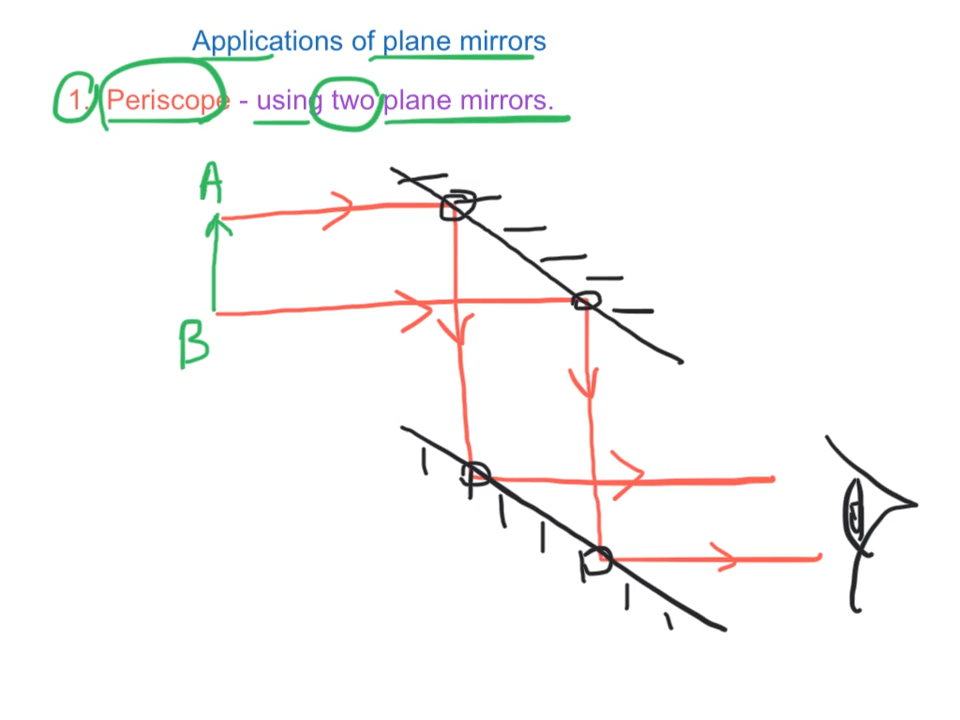 Applications of plane mirrors
1. Periscope - using two plane mirrors.
A
B